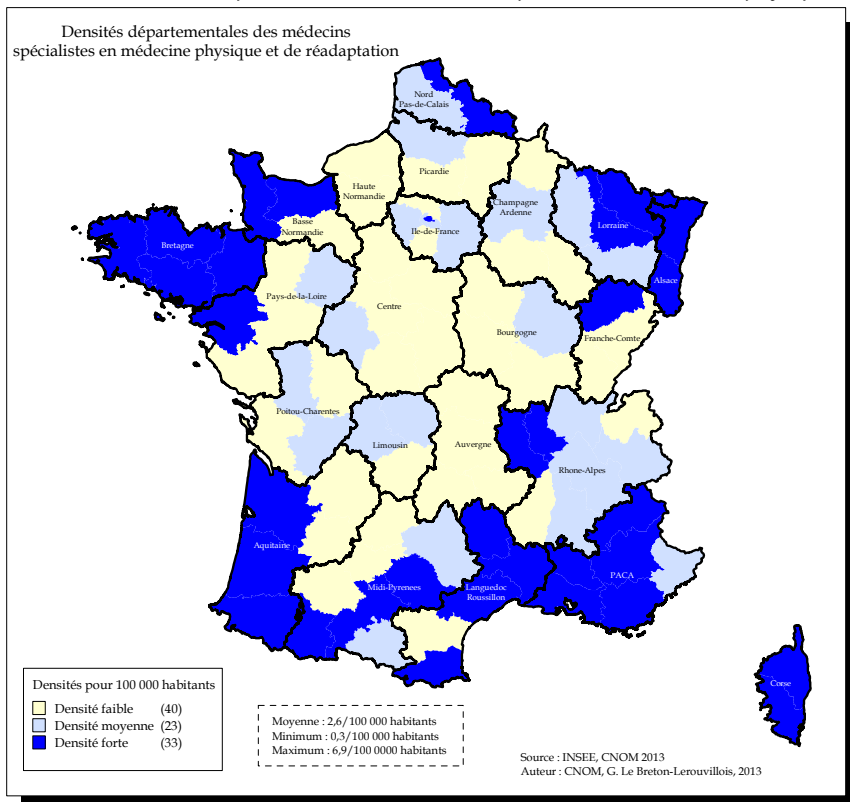 Densités départementales des médecins
spécialistes en médecine physique et de réadaptation
Nord
Pas-de-Calais
Picardie
Haute
Normandie
Champagne
Ardenne
Basse
Normandie
Ile-de-France
Lorraine
Bretagne
Alsace
Pays-de-la-Loire
Centre
Bourgogne
Franche-Comte
Poitou-Charentes
Limousin
Auvergne
Rhone-Alpes
Aquitaine
Midi-Pyrenees
Languedoc
Roussillon
PACA
Corse
Densités pour 100 000 habitants
Densité faible (40)
Densité moyenne (23)
Densité forte (33)
Moyenne : 2,6/100 000 habitants
Minimum : 0,3/100 000 habitants
Maximum : 6,9/100 0000 habitants
Source : INSEE, CNOM 2013
Auteur : CNOM, G. Le Breton-Lerouvillois, 2013